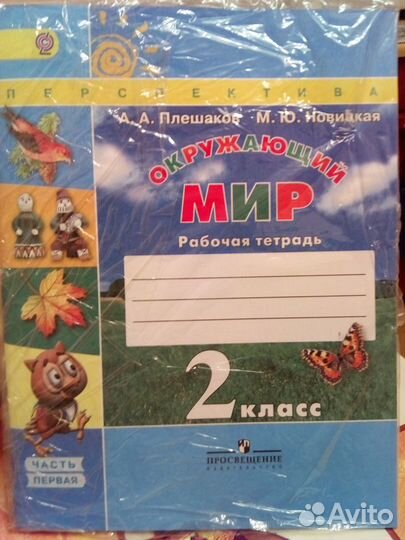 ПЕРСПЕКТИВА
А. А. Плешаков М. Ю. Новицкая
ОКРУЖАЮЩИЙ
МИР
Рабочая тетрадь
2 класс
ЧАСТЬ
ПЕРВАЯ
ПРОСВЕЩЕНИЕ
ИЗДАТЕЛЬСТВО
Avito